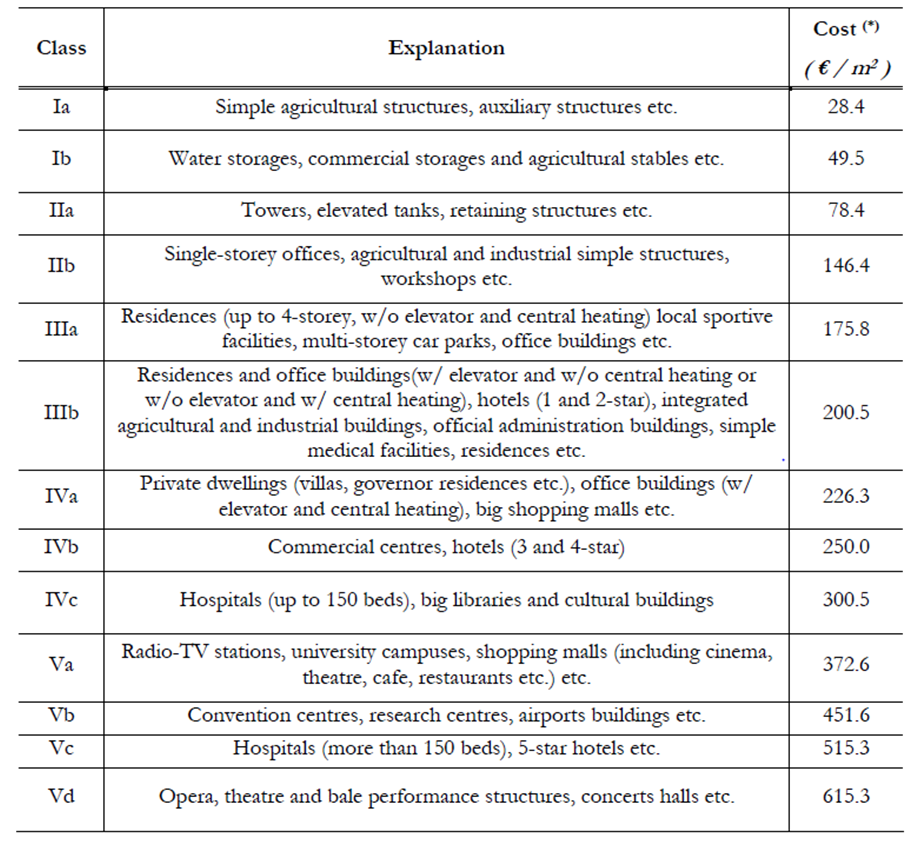 Class
Explanation
Cost (*)
( € / m² )
Ia
Simple agricultural structures, auxiliary structures etc.
28.4
Ib
Water storages, commercial storages and agricultural stables etc.
49.5
IIa
Towers, elevated tanks, retaining structures etc.
78.4
IIb
Single-storey offices, agricultural and industrial simple structures,
workshops etc.
146.4
IIIa
Residences (up to 4-storey, w/o elevator and central heating) local sportive
facilities, multi-storey car parks, office buildings etc.
175.8
IIIb
Residences and office buildings(w/ elevator and w/o central heating or
w/o elevator and w/ central heating), hotels (1 and 2-star), integrated
agricultural and industrial buildings, official administration buildings, simple
medical facilities, residences etc.
200.5
IVa
Private dwellings (villas, governor residences etc.), office buildings (w/
elevator and central heating), big shopping malls etc.
226.3
IVb
Commercial centres, hotels (3 and 4-star)
250.0
IVc
Hospitals (up to 150 beds), big libraries and cultural buildings
300.5
Va
Radio-TV stations, university campuses, shopping malls (including cinema,
theatre, cafe, restaurants etc.) etc.
372.6
Vb
Convention centres, research centres, airports buildings etc.
451.6
Vc
Hospitals (more than 150 beds), 5-star hotels etc.
515.3
Vd
Opera, theatre and bale performance structures, concerts halls etc.
615.3